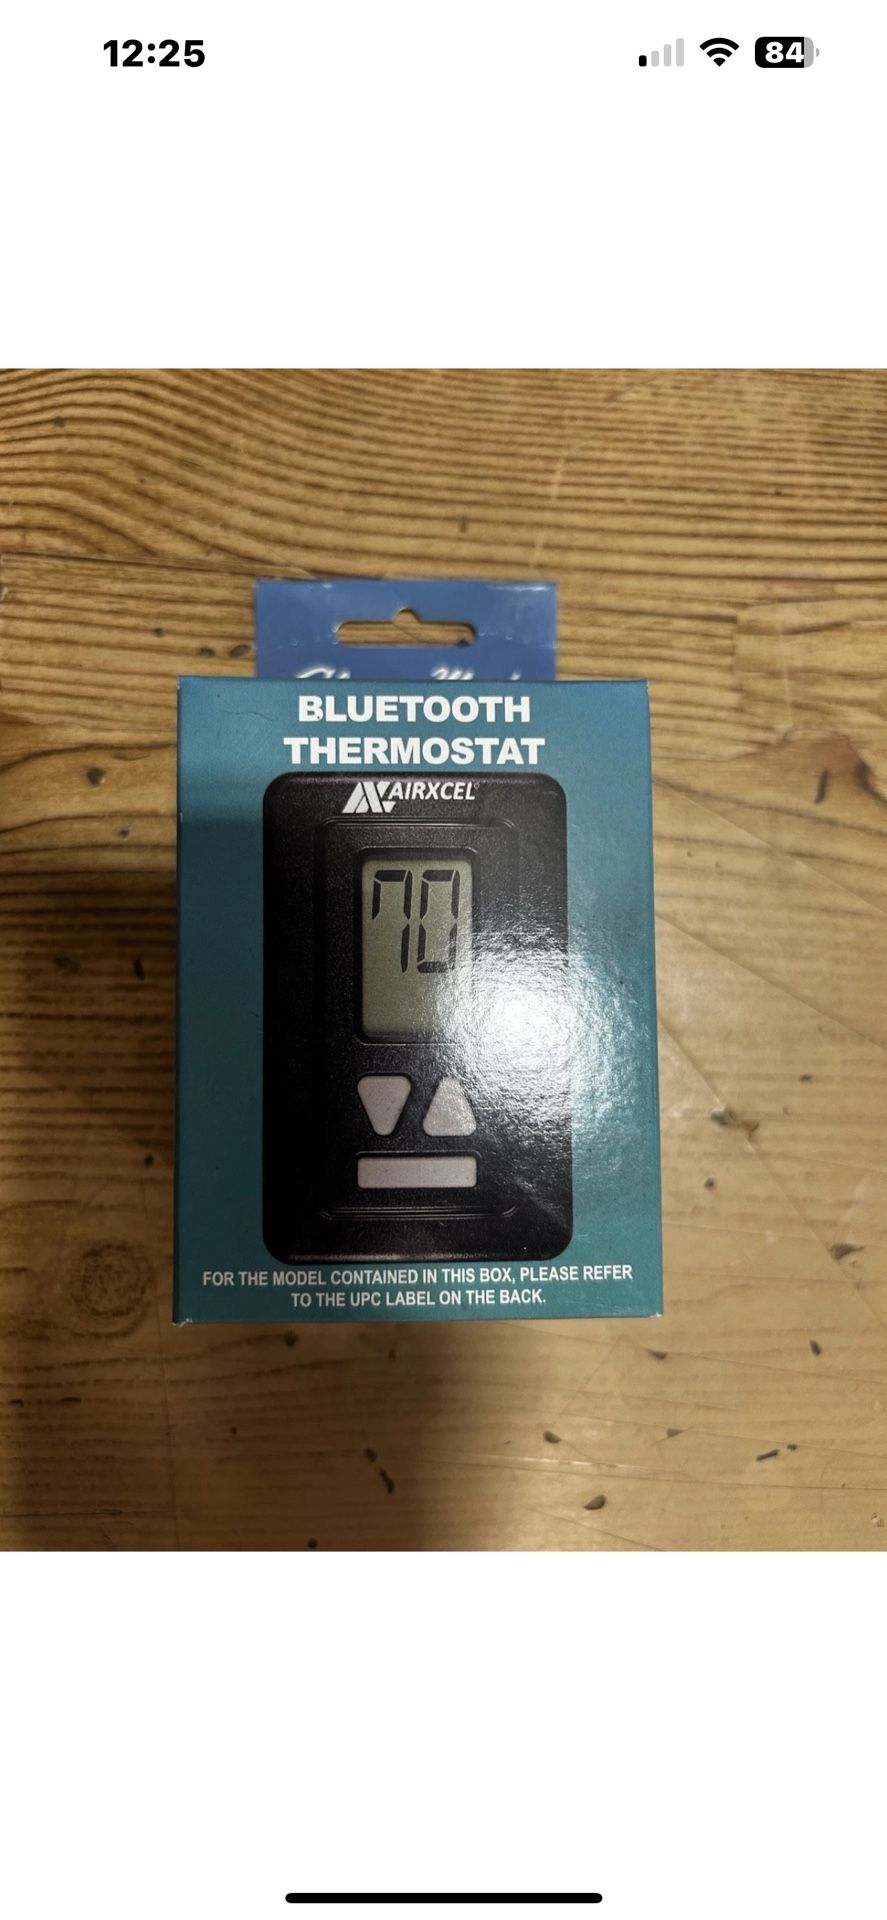 12:25
84
BLUETOOTH
THERMOSTAT
AIRXCEL
70
FOR THE MODEL CONTAINED IN THIS BOX, PLEASE REFER
TO THE UPC LABEL ON THE BACK.